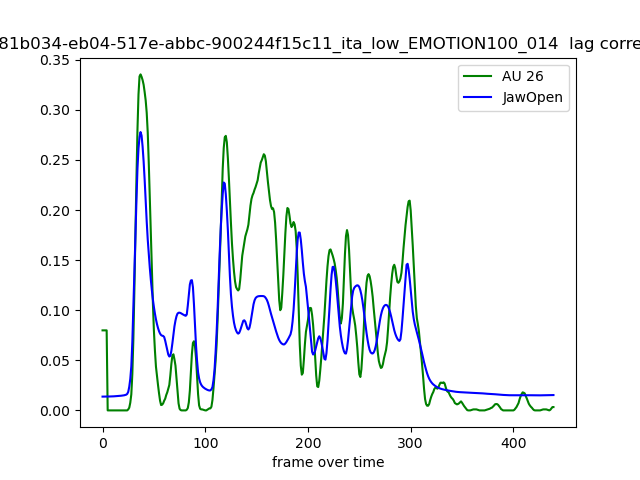 81b034-eb04-517e-abbc-900244f15c11_ita_low_EMOTION100_014  lag corre
AU 26
JawOpen
0.35
0.30
0.25
0.20
0.15
0.10
0.05
0.00
0 100 200 300 400
frame over time